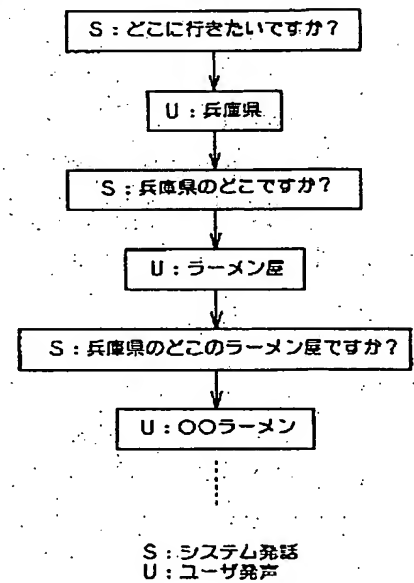 S:どこに行きたいですか?
U:兵庫県
S:兵庫県のどこですか?
U:ラーメン屋
S:兵庫県のどこのラーメン屋ですか?
U:〇〇ラーメン
S:システム発話
U:ユーザ発声